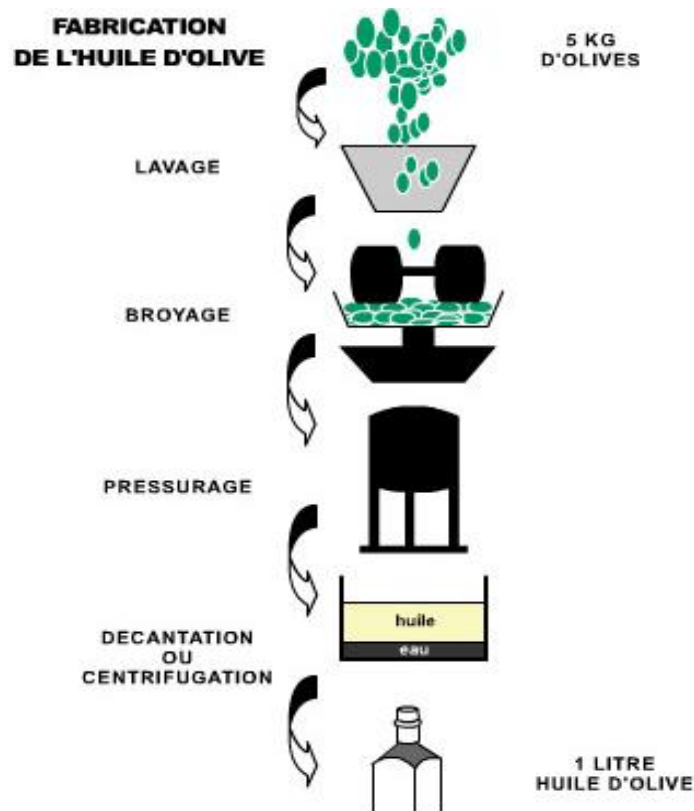 FABRICATION
DE L'HUILE D'OLIVE
5 KG
D'OLIVES
LAVAGE
BROYAGE
PRESSURAGE
huile
eau
DECANTATION
OU
CENTRIFUGATION
1 LITRE
HUILE D'OLIVE